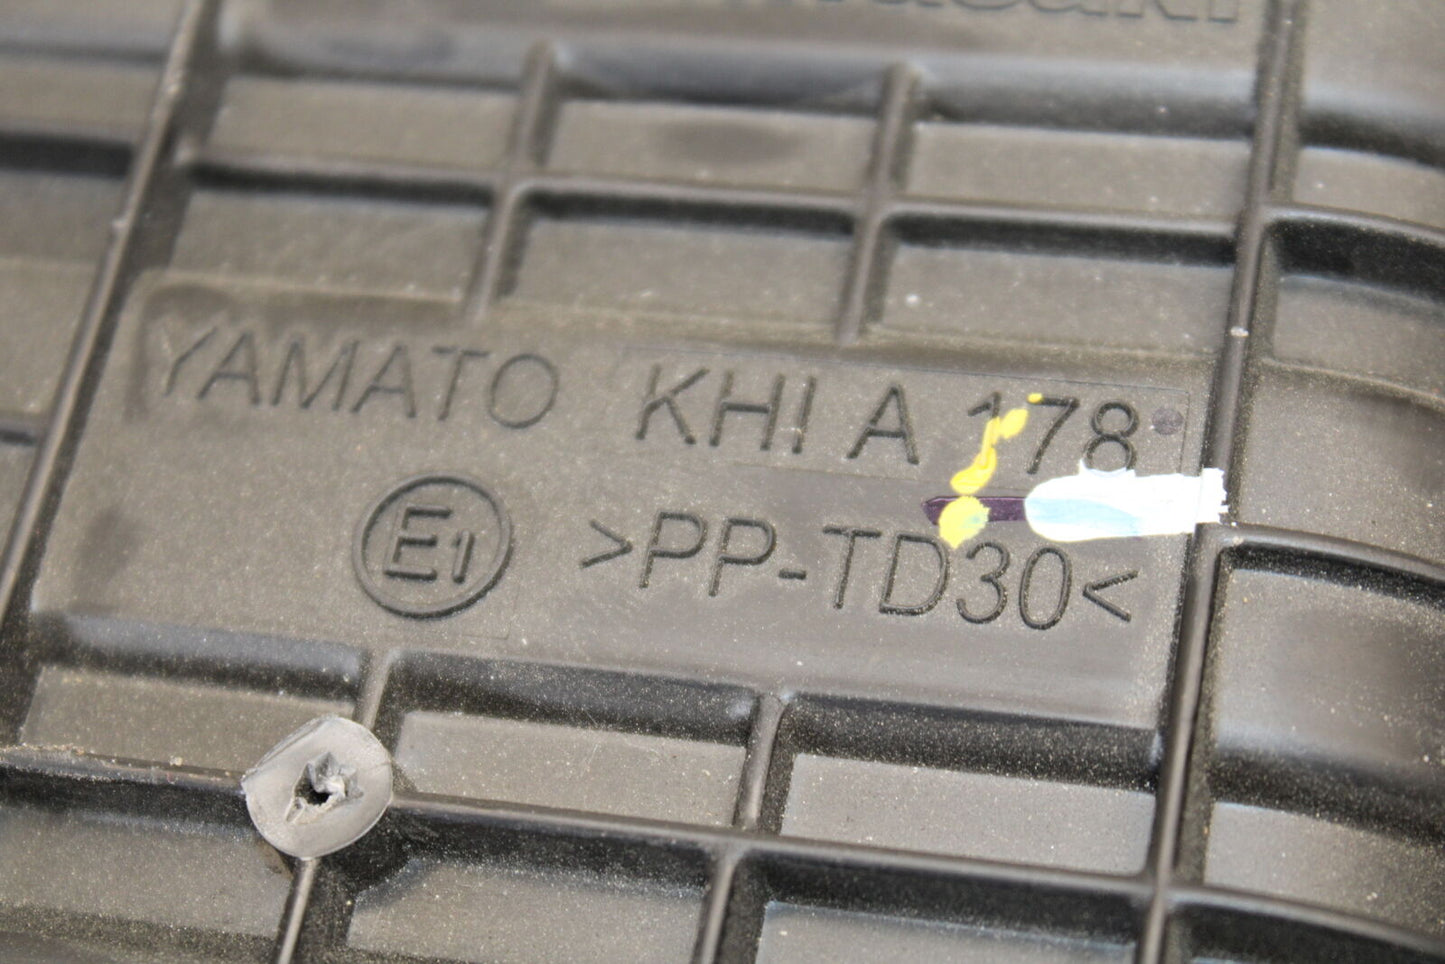 YAMATO KHI A 178
E1 >PP-TD30<